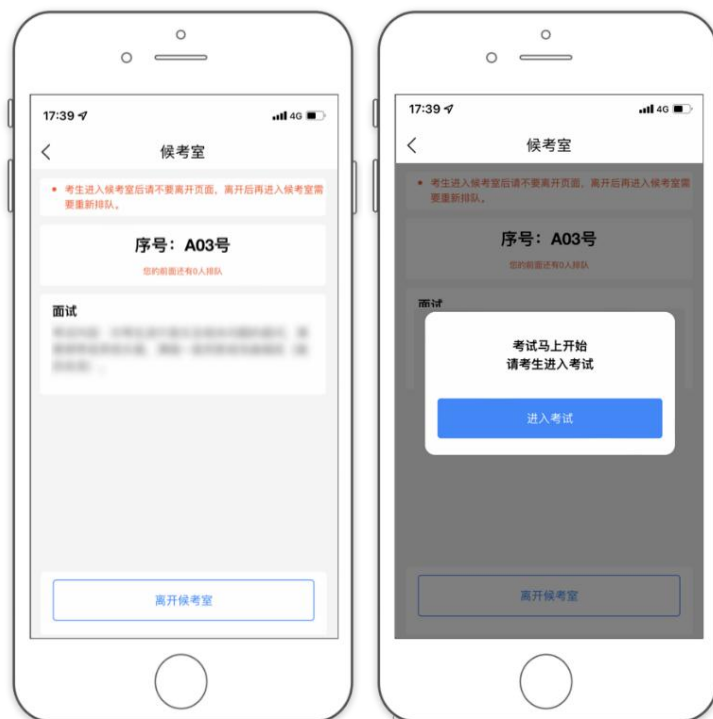 17:39
4G
候考室
• 考生进入候考室后请不要离开页面，离开后再进入候考室需
要重新排队。
序号：A03号
您的前面还有0人排队
面试
离开候考室
17:39
4G
候考室
• 考生进入候考室后请不要离开页面，离开后再进入候考室需
要重新排队。
序号：A03号
您的前面还有0人排队
面试
考试马上开始
请考生进入考试
进入考试
离开候考室